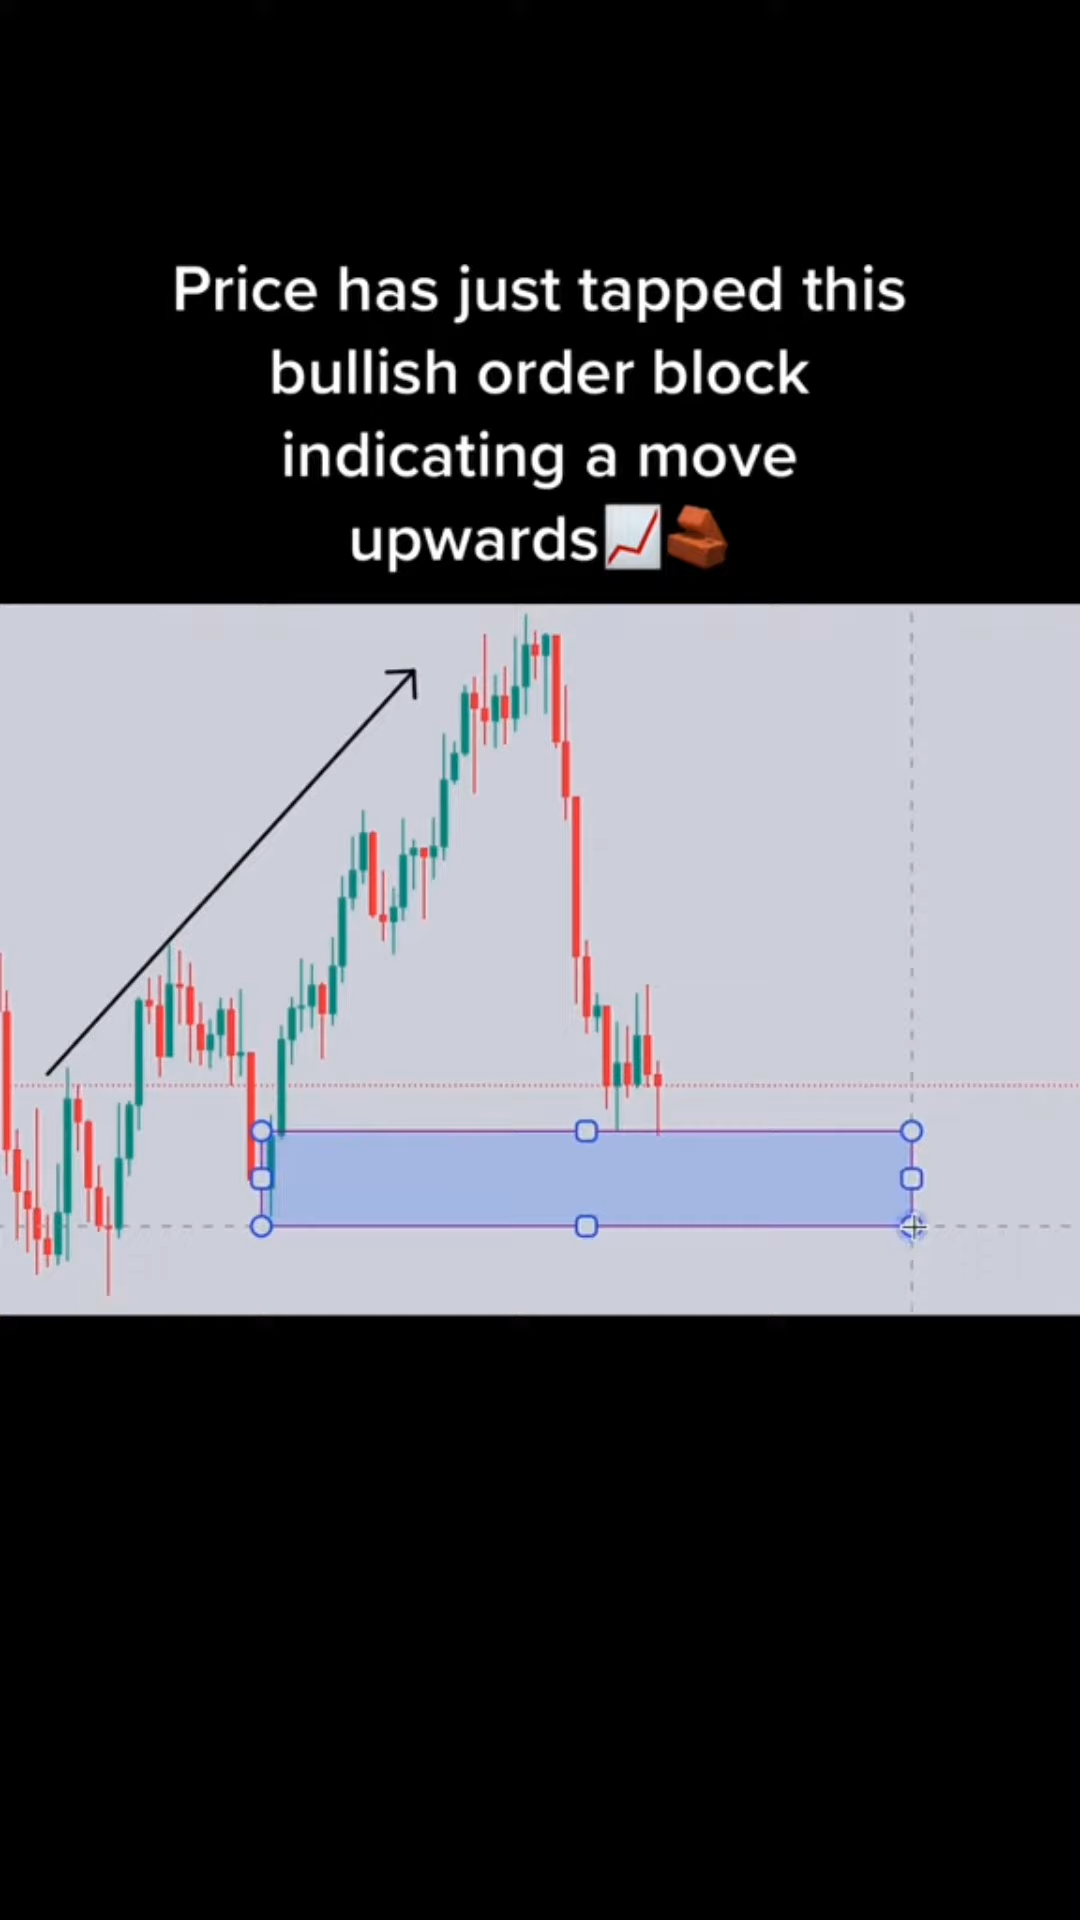 Price has just tapped this
bullish order block
indicating a move
upwards📈🧱